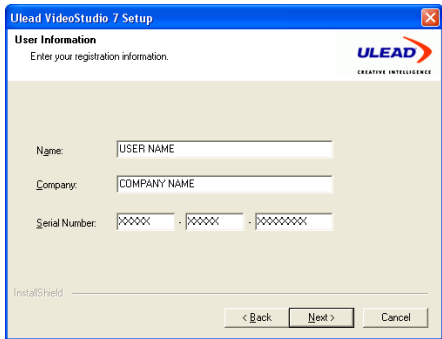 Ulead VideoStudio 7 Setup
User Information
Enter your registration information.
ULEAD
CREATIVE INTELLIGENCE
Name: USER NAME
Company: COMPANY NAME
Serial Number: XXXXX - XXXXX - XXXXXXXX
InstallShield
< Back Next > Cancel